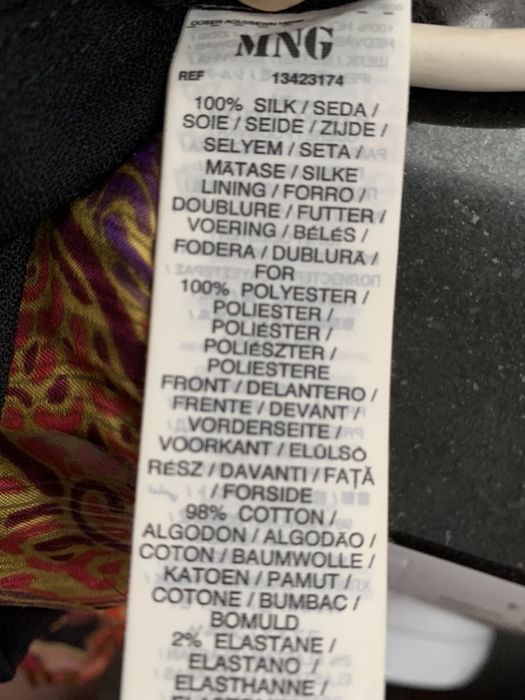 MNG
REF 13423174
100% SILK / SEDA /
SOIE / SEIDE / ZIJDE /
SELYEM / SETA /
MĂTASE / SILKE
LINING / FORRO /
DOUBLURE / FUTTER /
VOERING / BÉLÉS /
FODERA / DUBLURĂ /
FOR
100% POLYESTER /
POLIESTER /
POLIÉSTER /
POLIÉSZTER /
POLIESTERE
FRONT / DELANTERO /
FRENTE / DEVANT /
VORDERSEITE /
VOORKANT / ELÜLSŐ
RÉSZ / DAVANTI / FAȚĂ
/ FORSIDE
98% COTTON /
ALGODON / ALGODÃO /
COTON / BAUMWOLLE /
KATOEN / PAMUT /
COTONE / BUMBAC /
BOMULD
2% ELASTANE /
ELASTANO /
ELASTHANNE /